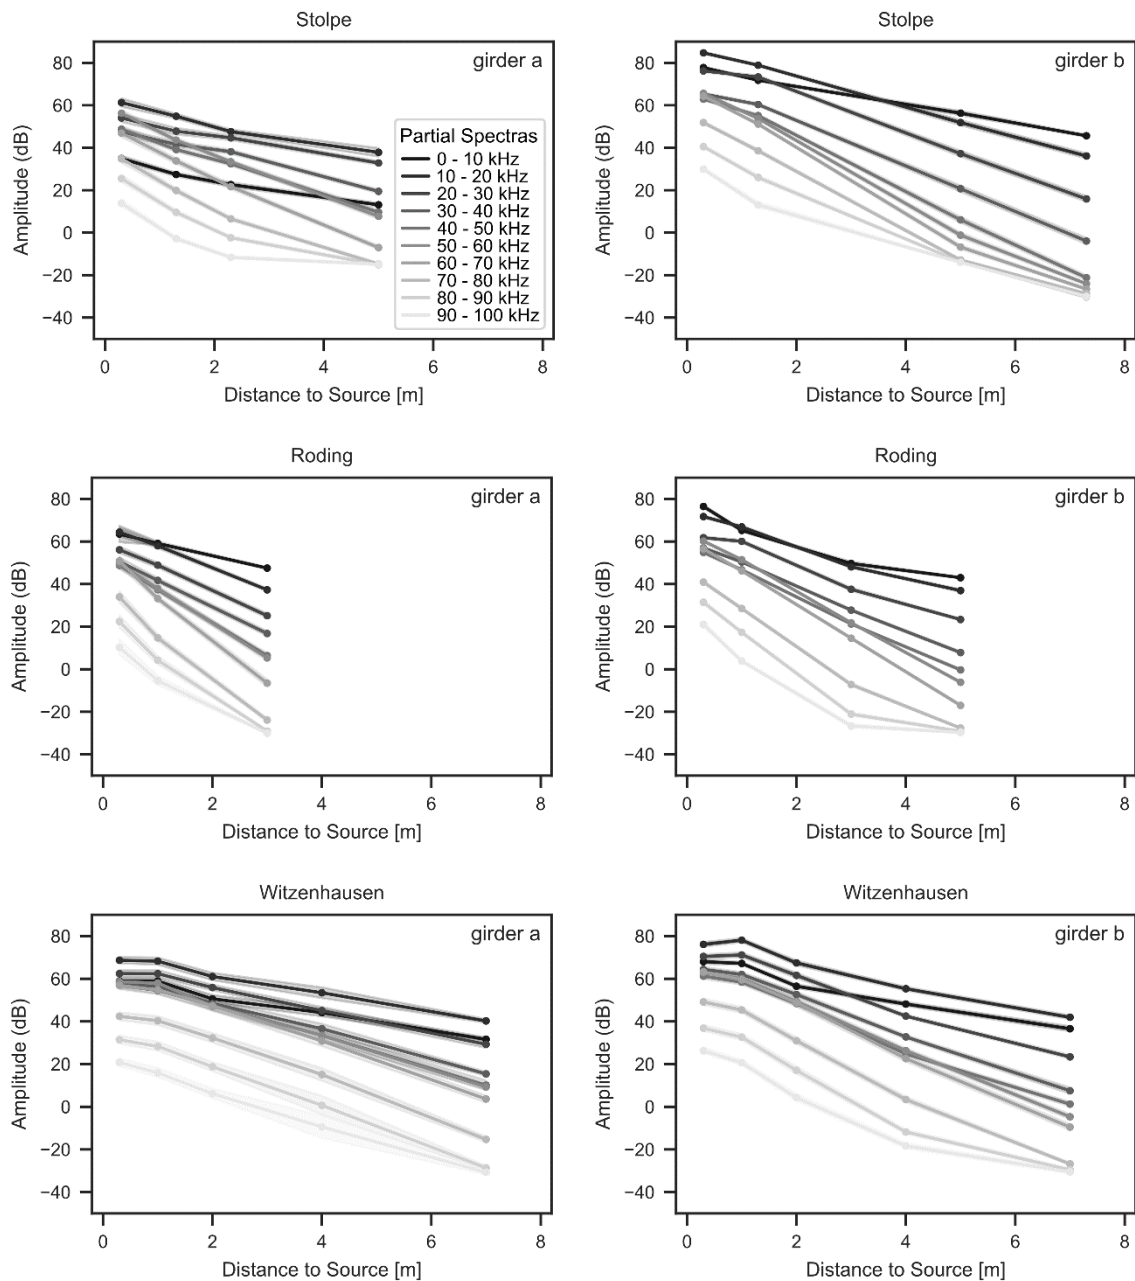 Stolpe
Stolpe
girder a
girder b
80
60
40
20
0
−20
−40
Amplitude (dB)
Partial Spectras
0 - 10 kHz
10 - 20 kHz
20 - 30 kHz
30 - 40 kHz
40 - 50 kHz
50 - 60 kHz
60 - 70 kHz
70 - 80 kHz
80 - 90 kHz
90 - 100 kHz
0 2 4 6 8
Distance to Source [m]
80
60
40
20
0
−20
−40
Amplitude (dB)
0 2 4 6 8
Distance to Source [m]
Roding
Roding
girder a
girder b
80
60
40
20
0
−20
−40
Amplitude (dB)
0 2 4 6 8
Distance to Source [m]
80
60
40
20
0
−20
−40
Amplitude (dB)
0 2 4 6 8
Distance to Source [m]
Witzenhausen
Witzenhausen
girder a
girder b
80
60
40
20
0
−20
−40
Amplitude (dB)
0 2 4 6 8
Distance to Source [m]
80
60
40
20
0
−20
−40
Amplitude (dB)
0 2 4 6 8
Distance to Source [m]